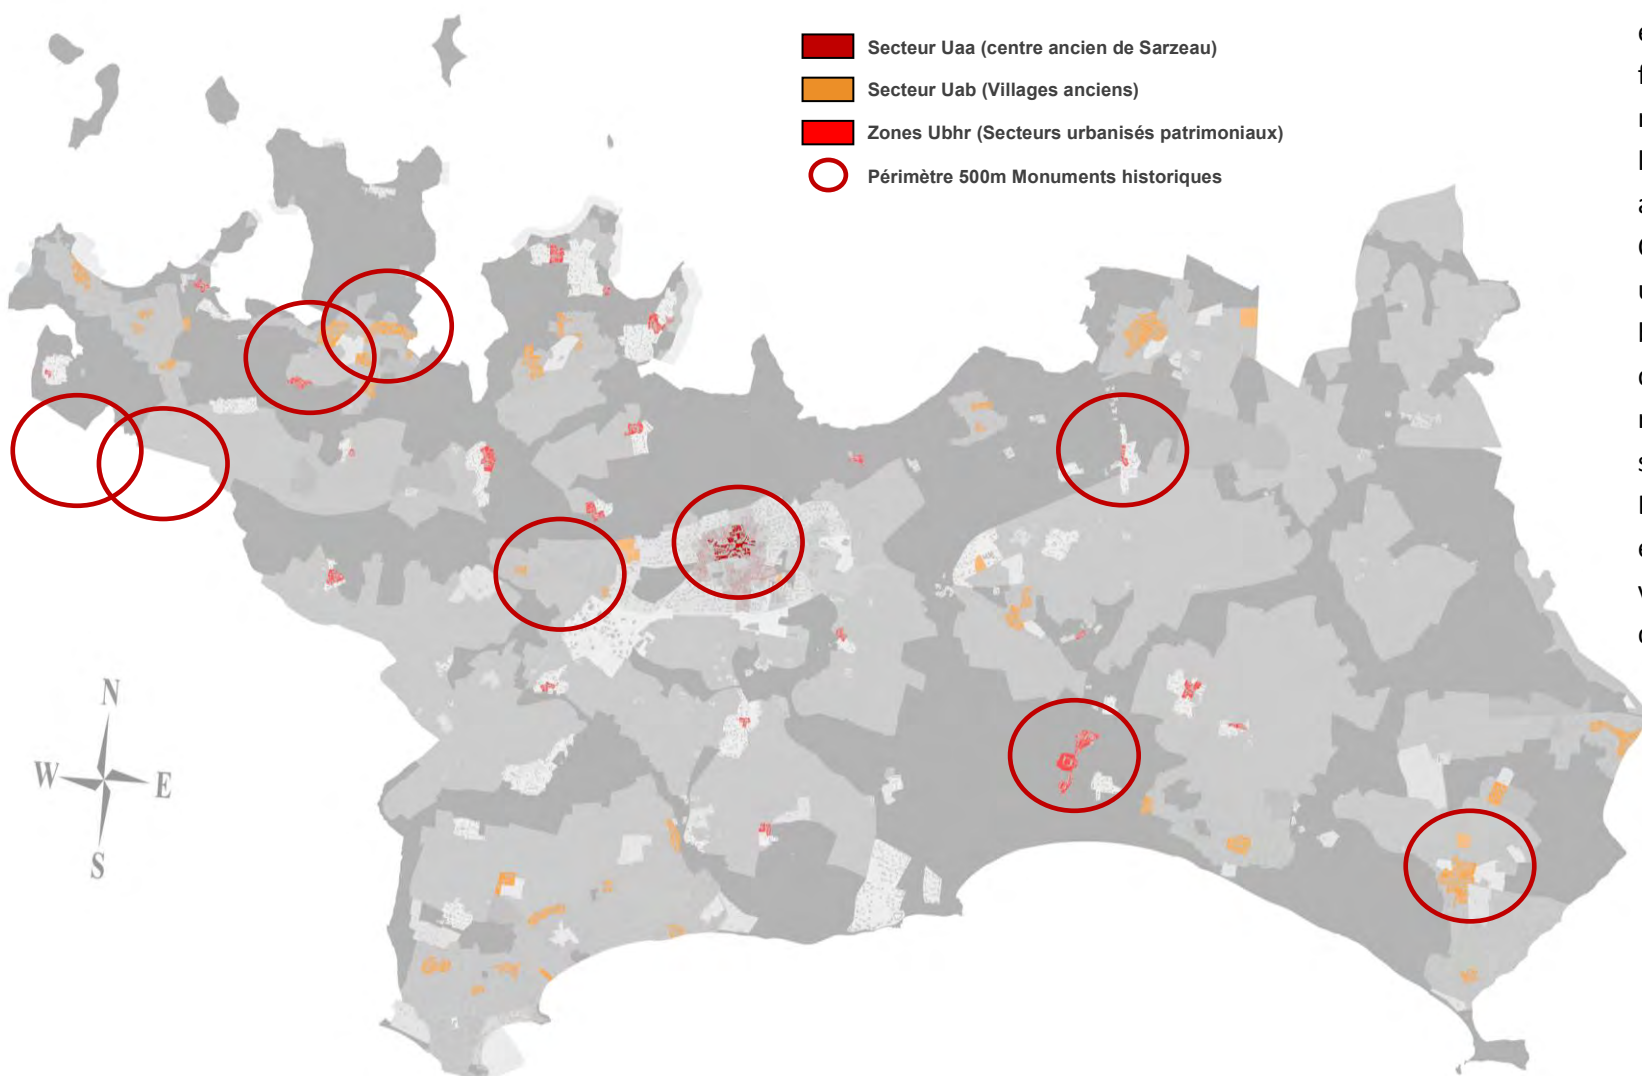 Secteur Uaa (centre ancien de Sarzeau)
Secteur Uab (Villages anciens)
Zones Ubhr (Secteurs urbanisés patrimoniaux)
Périmètre 500m Monuments historiques
N
W E
S